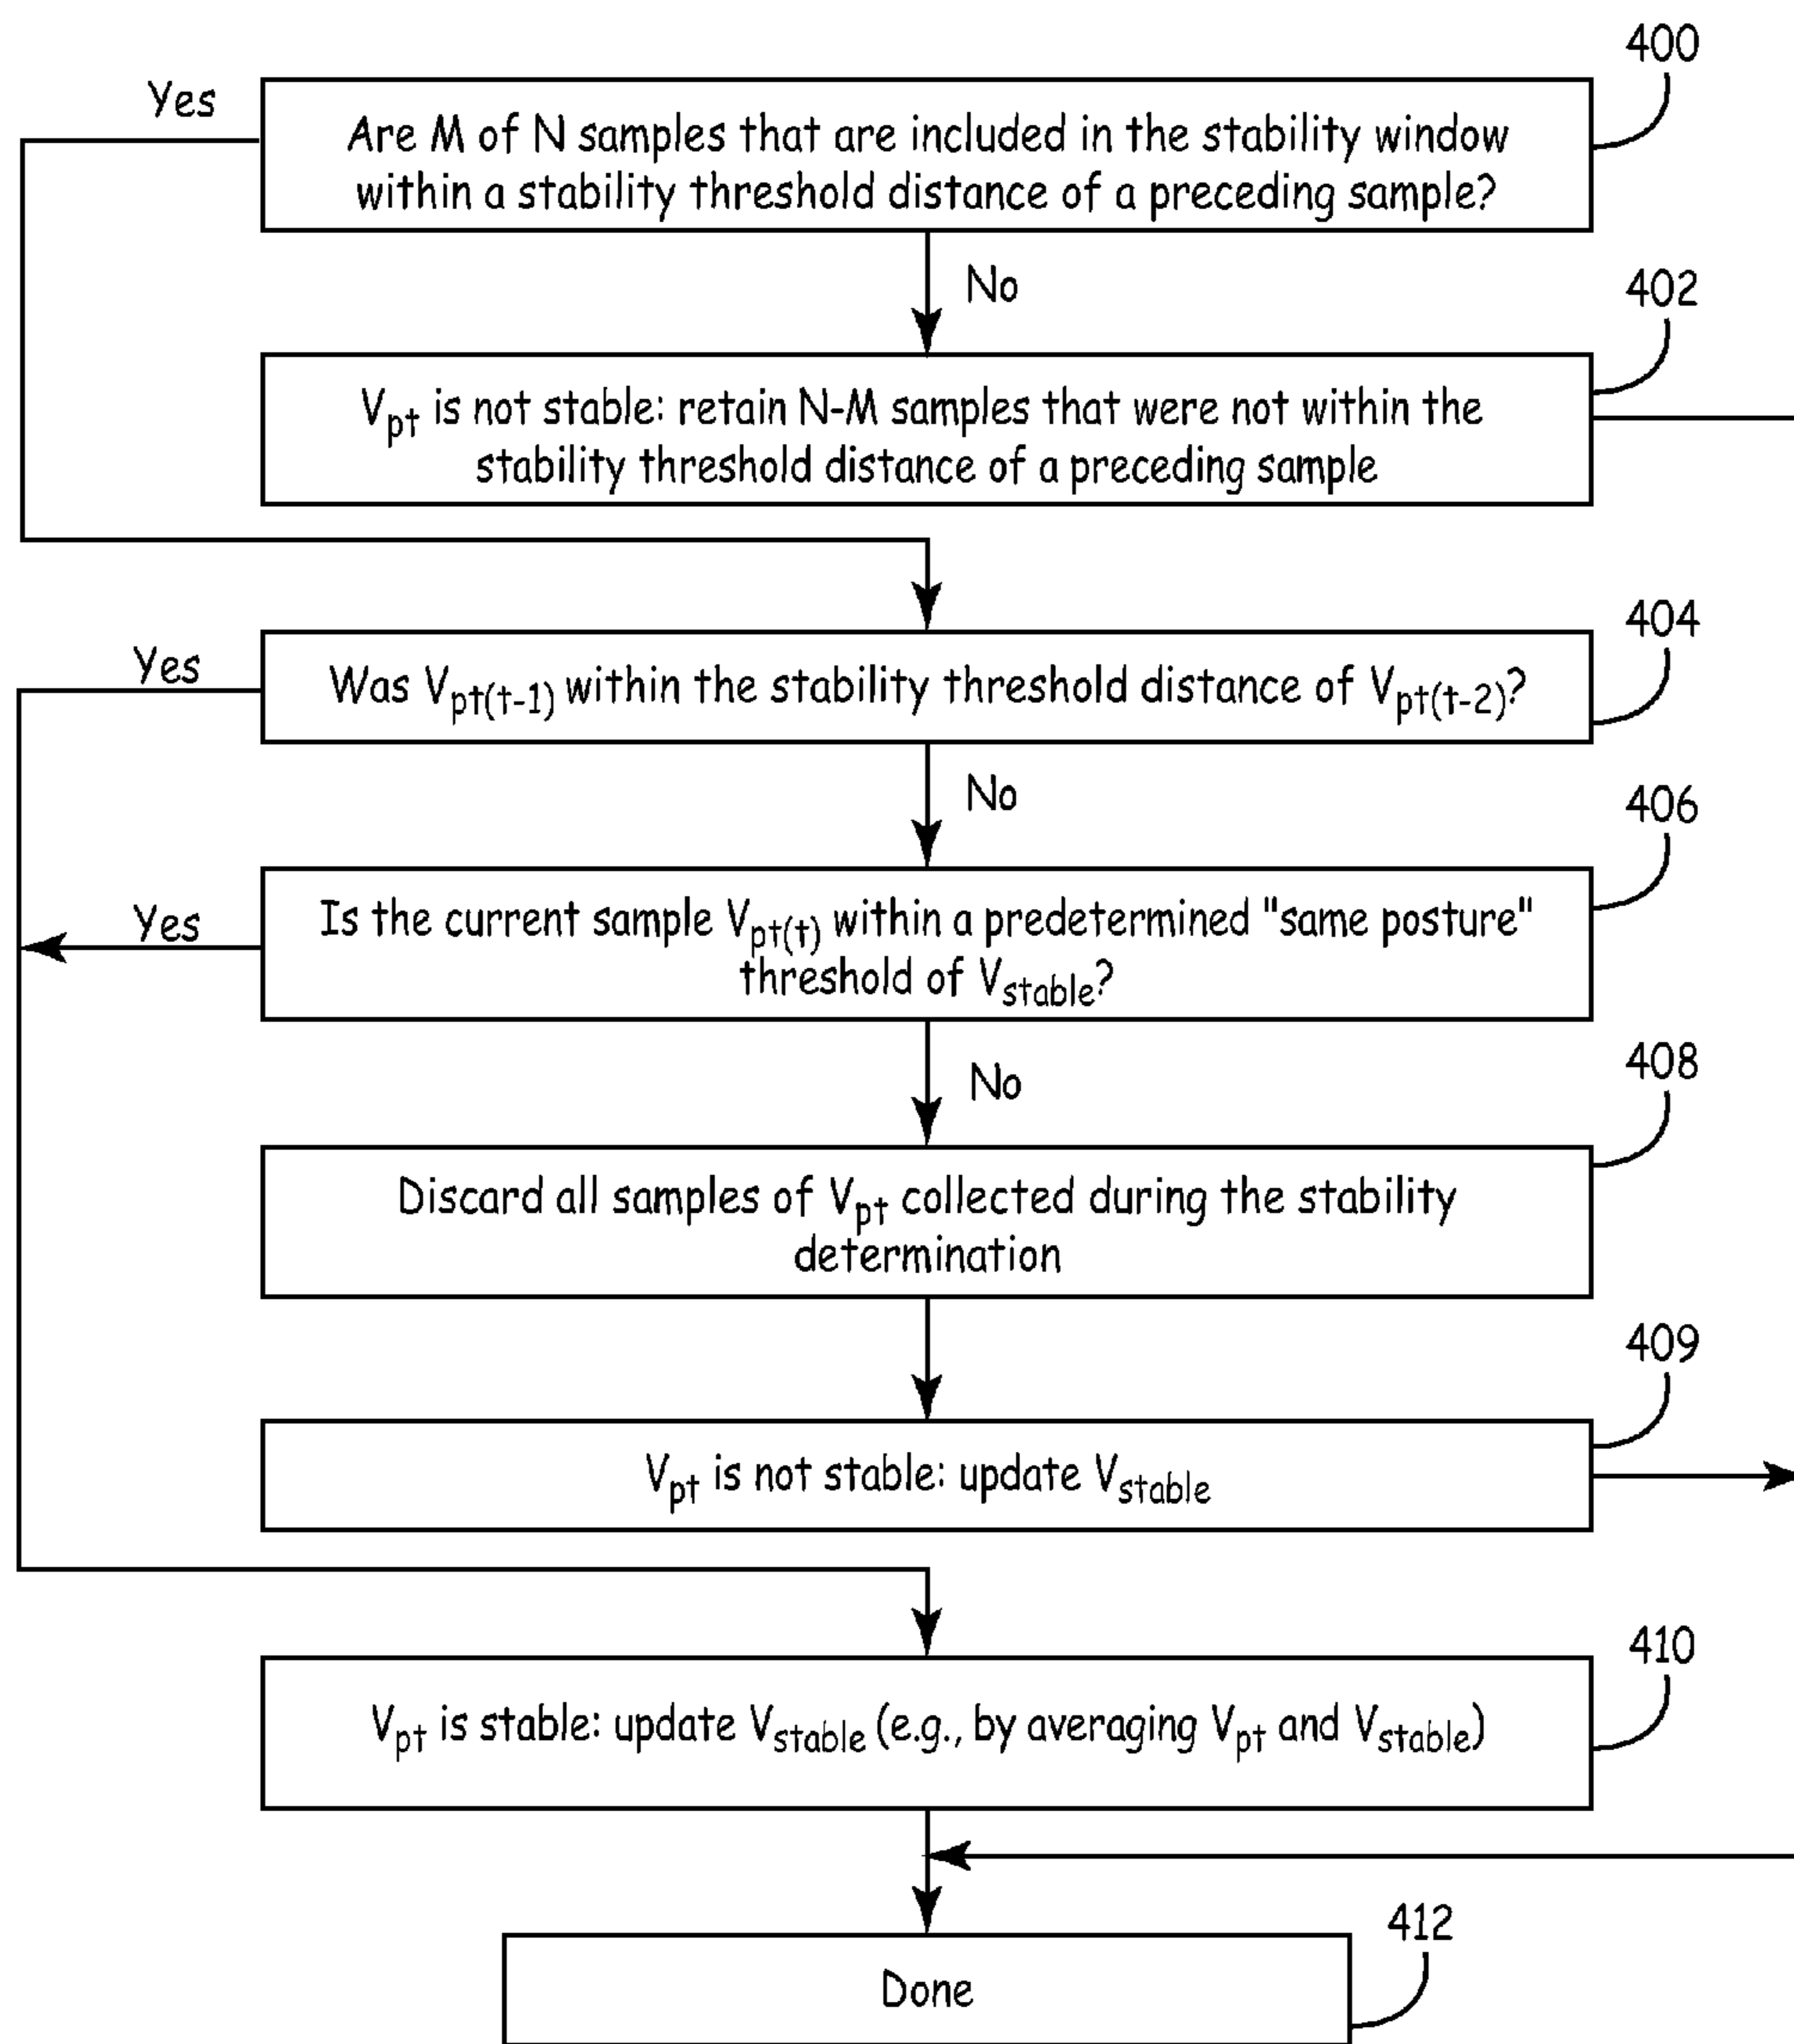 400
Yes
Are M of N samples that are included in the stability window
within a stability threshold distance of a preceding sample?
No
402
Vpt is not stable: retain N-M samples that were not within the
stability threshold distance of a preceding sample
404
Yes
Was Vpt(t-1) within the stability threshold distance of Vpt(t-2)?
No
406
Yes
Is the current sample Vpt(t) within a predetermined "same posture"
threshold of Vstable?
No
408
Discard all samples of Vpt collected during the stability
determination
409
Vpt is not stable: update Vstable
410
Vpt is stable: update Vstable (e.g., by averaging Vpt and Vstable)
412
Done